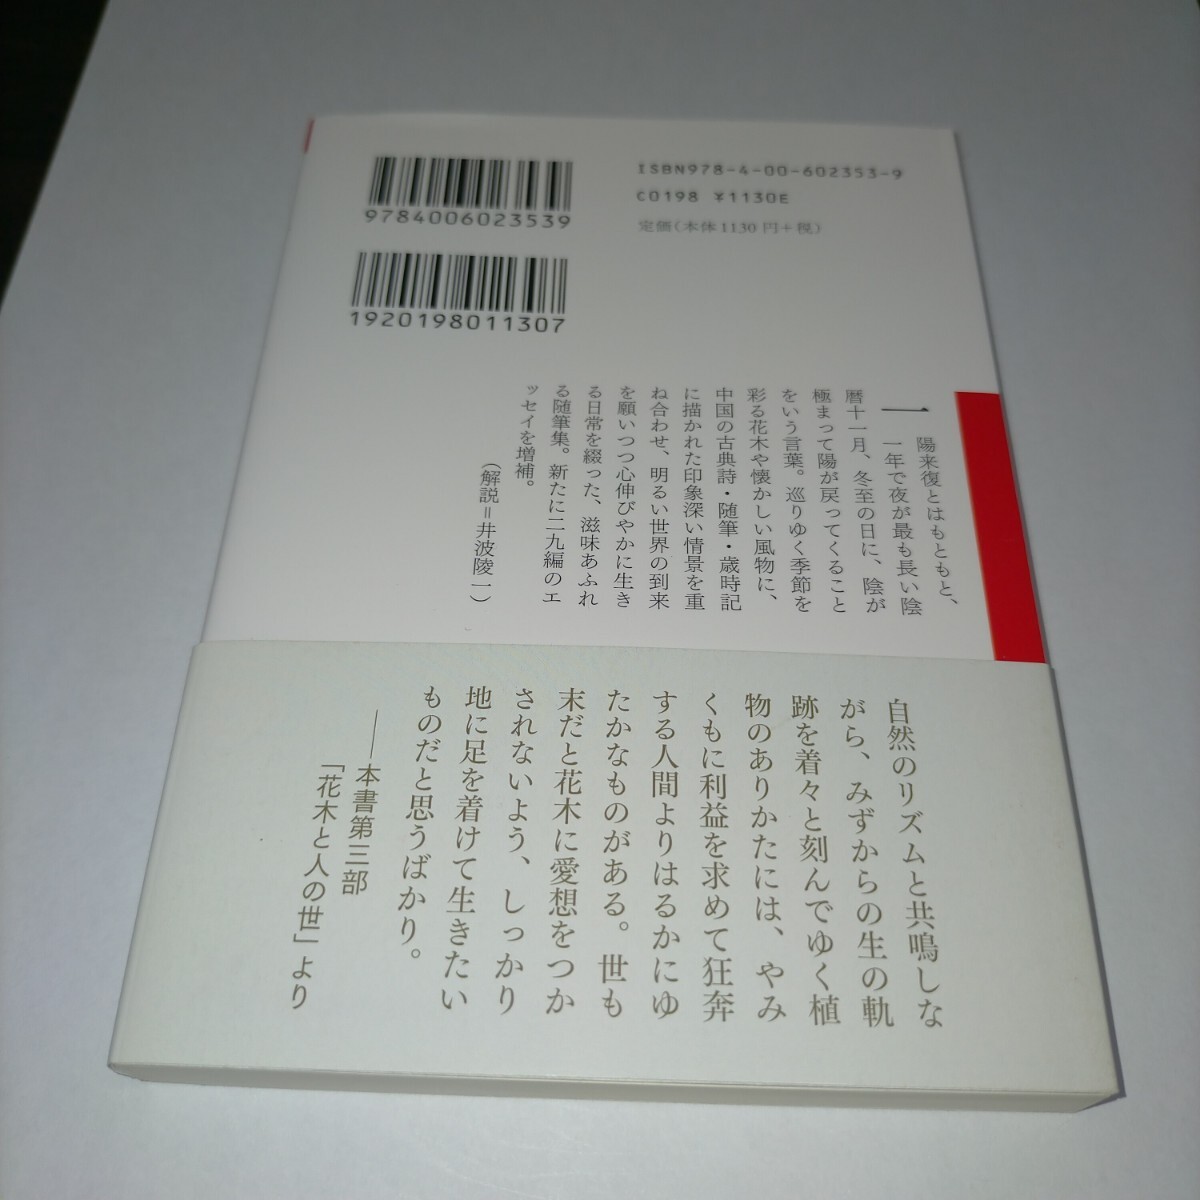 9784006023539
ISBN978-4-00-602353-9
C0198 ¥1130E
定価(本体1130円+税)
1920198011307
一陽来復とはもともと、
一年で夜が最も長い陰
暦十一月、冬至の日に、陰が
極まって陽が戻ってくること
をいう言葉。巡りゆく季節を
彩る花木や懐かしい風物に、
中国の古典詩・随筆・歳時記
に描かれた印象深い情景を重
ね合わせ、明るい世界の到来
を願いつつ心伸びやかに生き
る日常を綴った、滋味あふれ
る随筆集。新たに二九編のエ
ッセイを増補。
(解説=井波陵一)
自然のリズムと共鳴しな
がら、みずからの生の軌
跡を着々と刻んでゆく植
物のありかたには、やみ
くもに利益を求めて狂奔
する人間よりはるかにゆ
たかなものがある。世も
末だと花木に愛想をつか
されないよう、しっかり
地に足を着けて生きたい
ものだと思うばかり。
――本書第三部
「花木と人の世」より